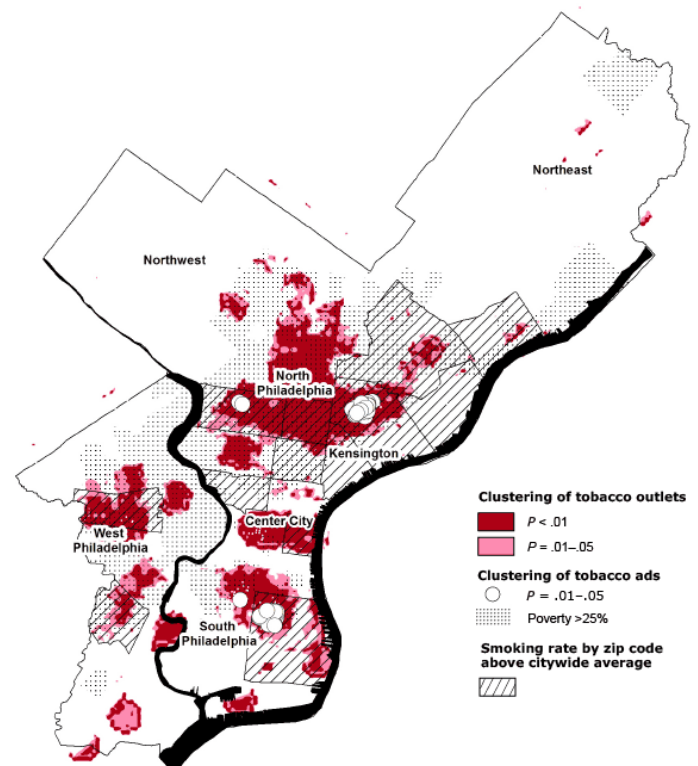 Northeast
Northwest
North
Philadelphia
Kensington
West
Philadelphia
Center City
South
Philadelphia
Clustering of tobacco outlets
P < .01
P = .01–.05
Clustering of tobacco ads
P = .01–.05
Poverty >25%
Smoking rate by zip code
above citywide average